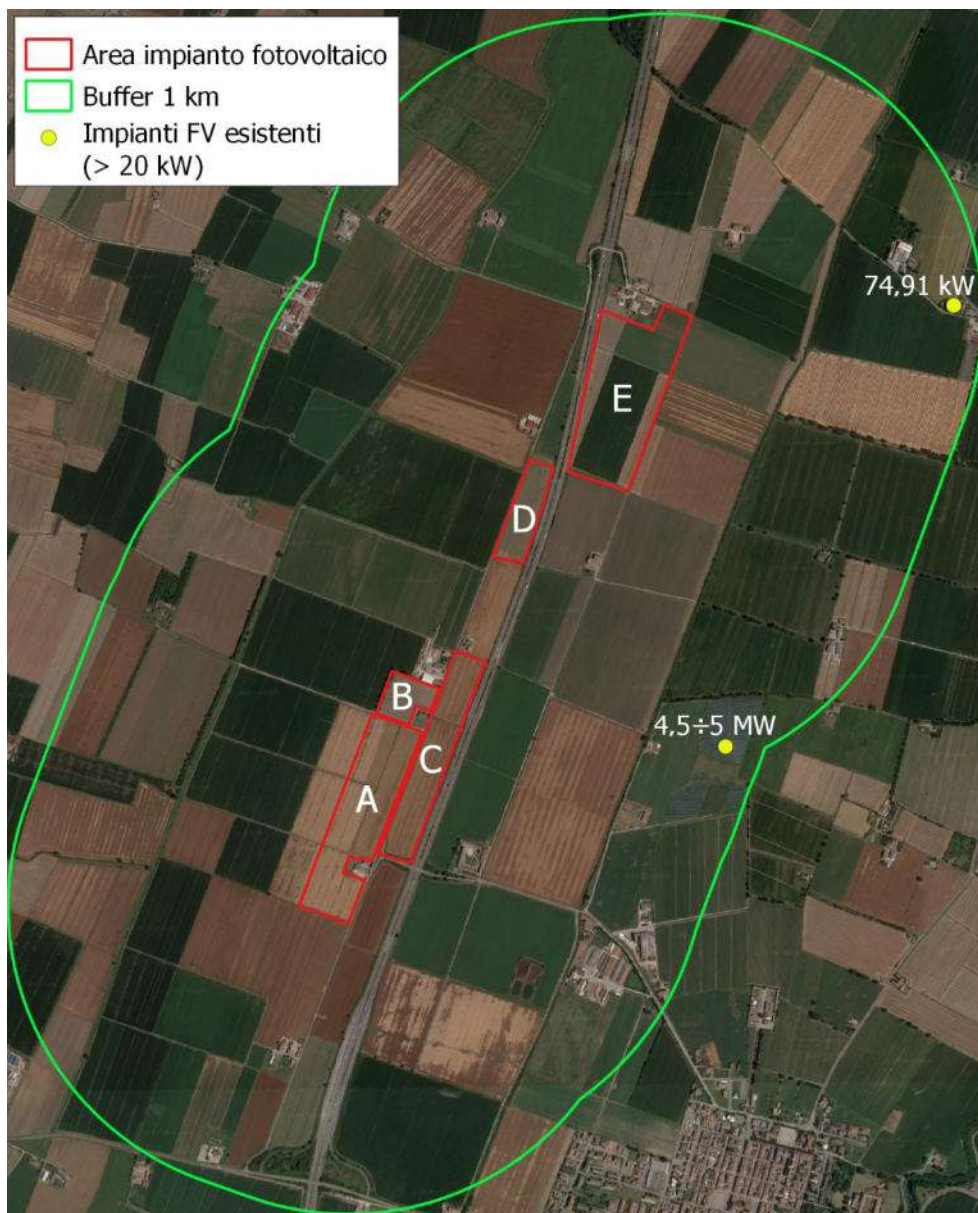 Area impianto fotovoltaico
Buffer 1 km
Impianti FV esistenti
(> 20 kW)
74,91 kW
E
D
B
4,5÷5 MW
C
A